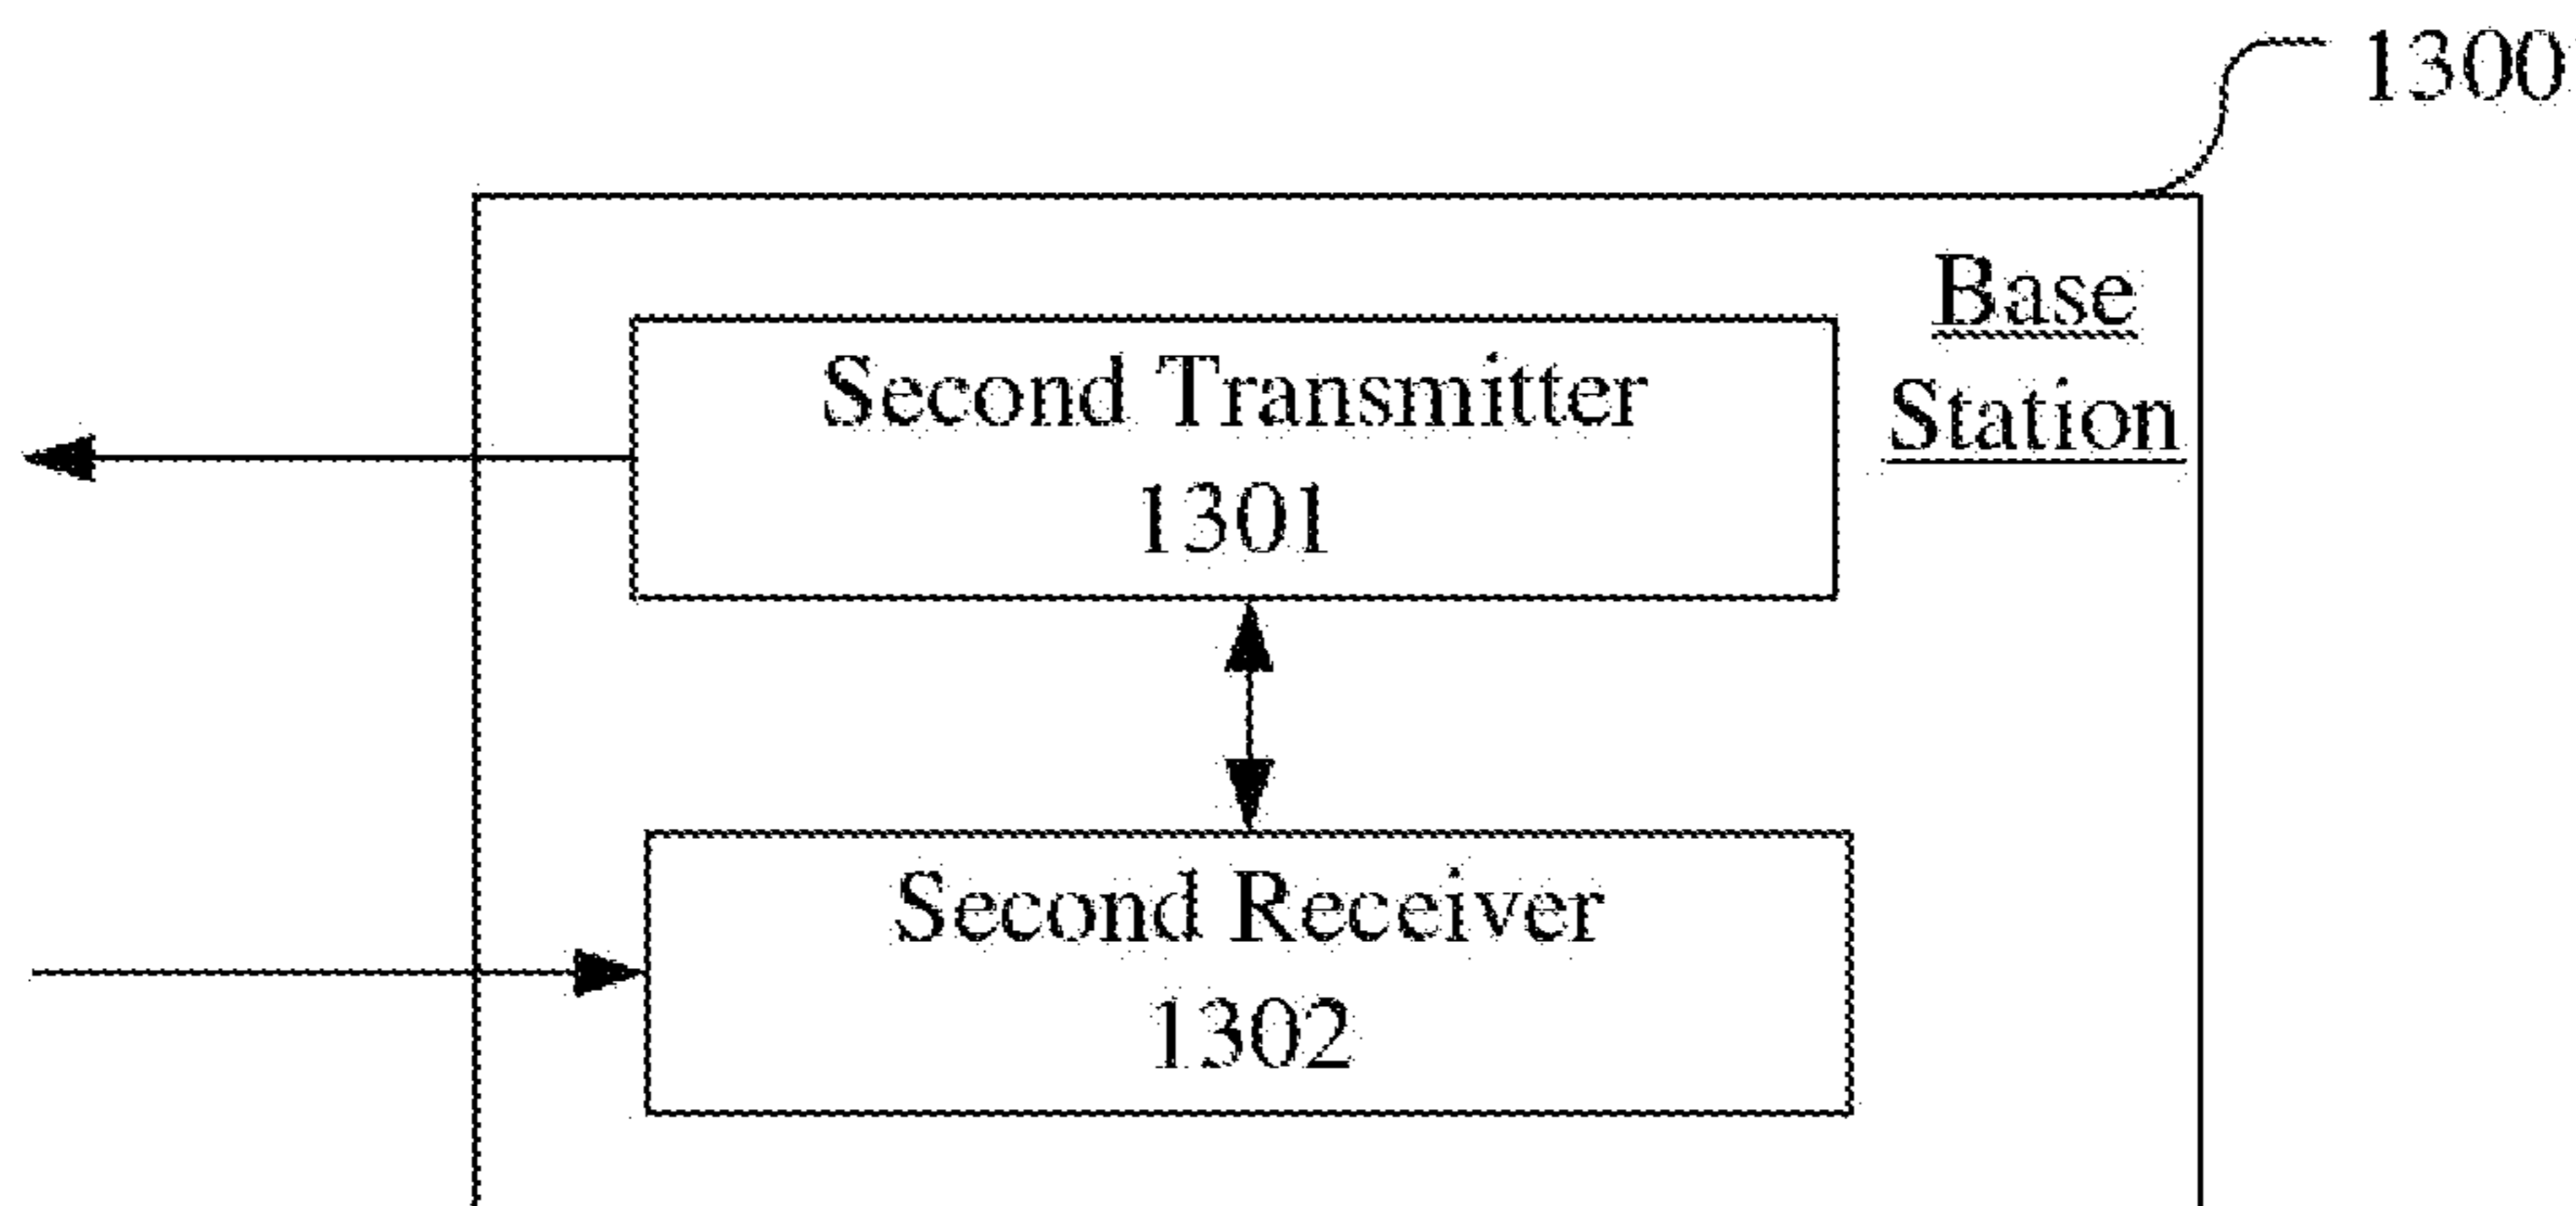 1300
Base
Station
Second Transmitter
1301
Second Receiver
1302